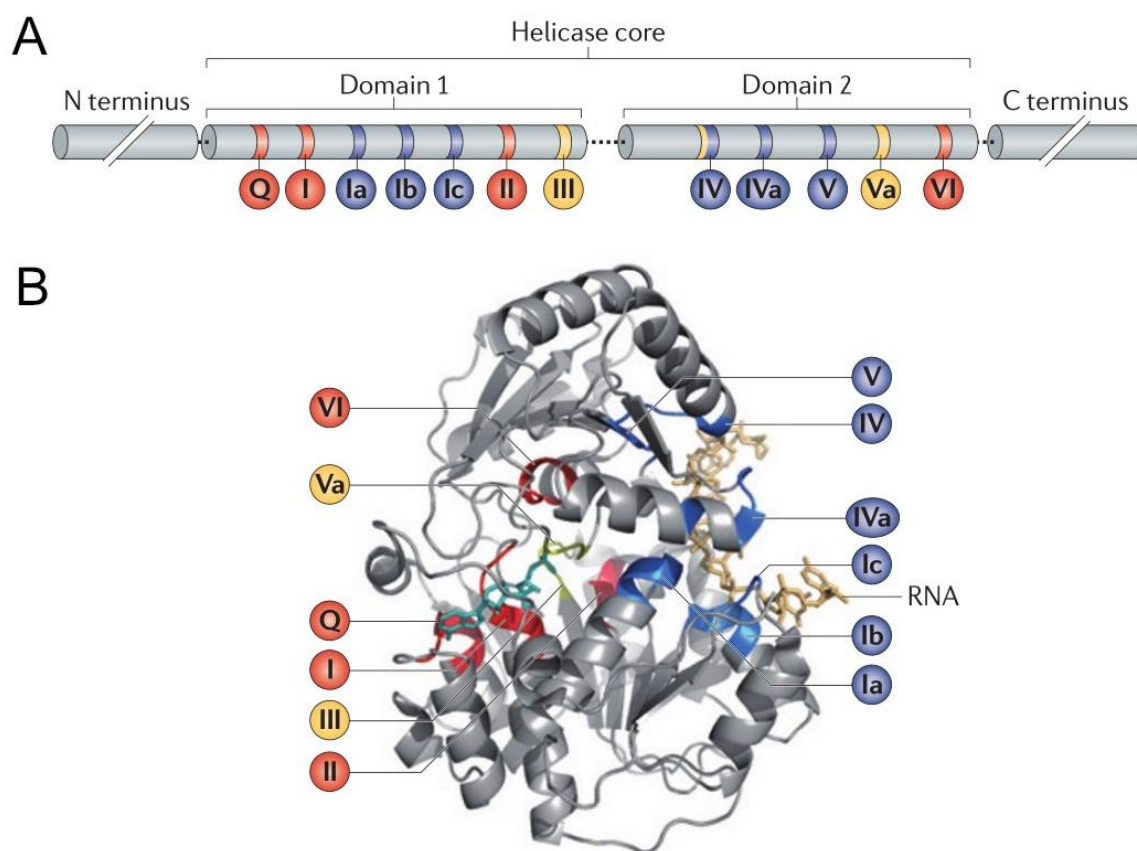 A
Helicase core
Domain 1 Domain 2
N terminus C terminus
Q I Ia Ib Ic II III IV IVa V Va VI
B
V
VI IV
Va
IVa
Ic
RNA
Q Ib
I Ia
III
II